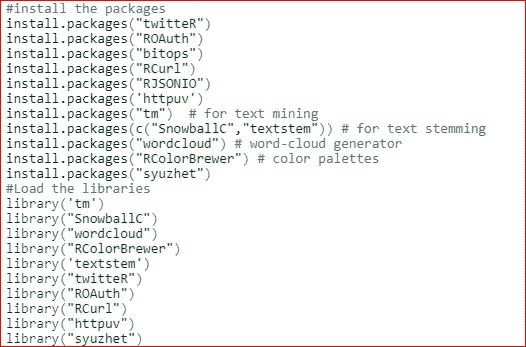 #install the packages
install.packages("twitteR")
install.packages("ROAuth")
install.packages("bitops")
install.packages("RCurl")
install.packages("RJSONIO")
install.packages('httpuv')
install.packages("tm")  # for text mining
install.packages(c("SnowballC","textstem")) # for text stemming
install.packages("wordcloud") # word-cloud generator
install.packages("RColorBrewer") # color palettes
install.packages("syuzhet")
#Load the libraries
library('tm')
library("SnowballC")
library("wordcloud")
library("RColorBrewer")
library('textstem')
library("twitteR")
library("ROAuth")
library("RCurl")
library("httpuv")
library("syuzhet")